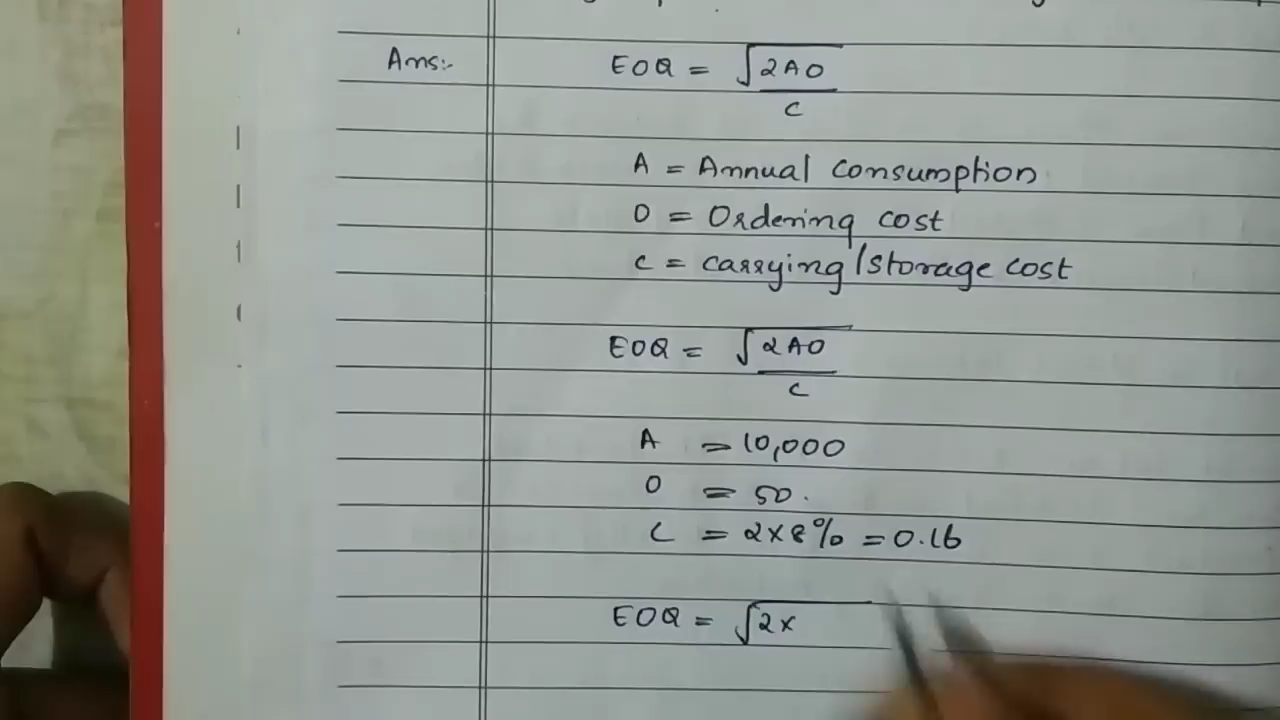 Ans:- EOQ = √2AO
C
A = Annual consumption
O = Ordering cost
C = carrying/storage cost
EOQ = √2AO
C
A = 10,000
O = 50.
C = 2×8% = 0.16
EOQ = √2×